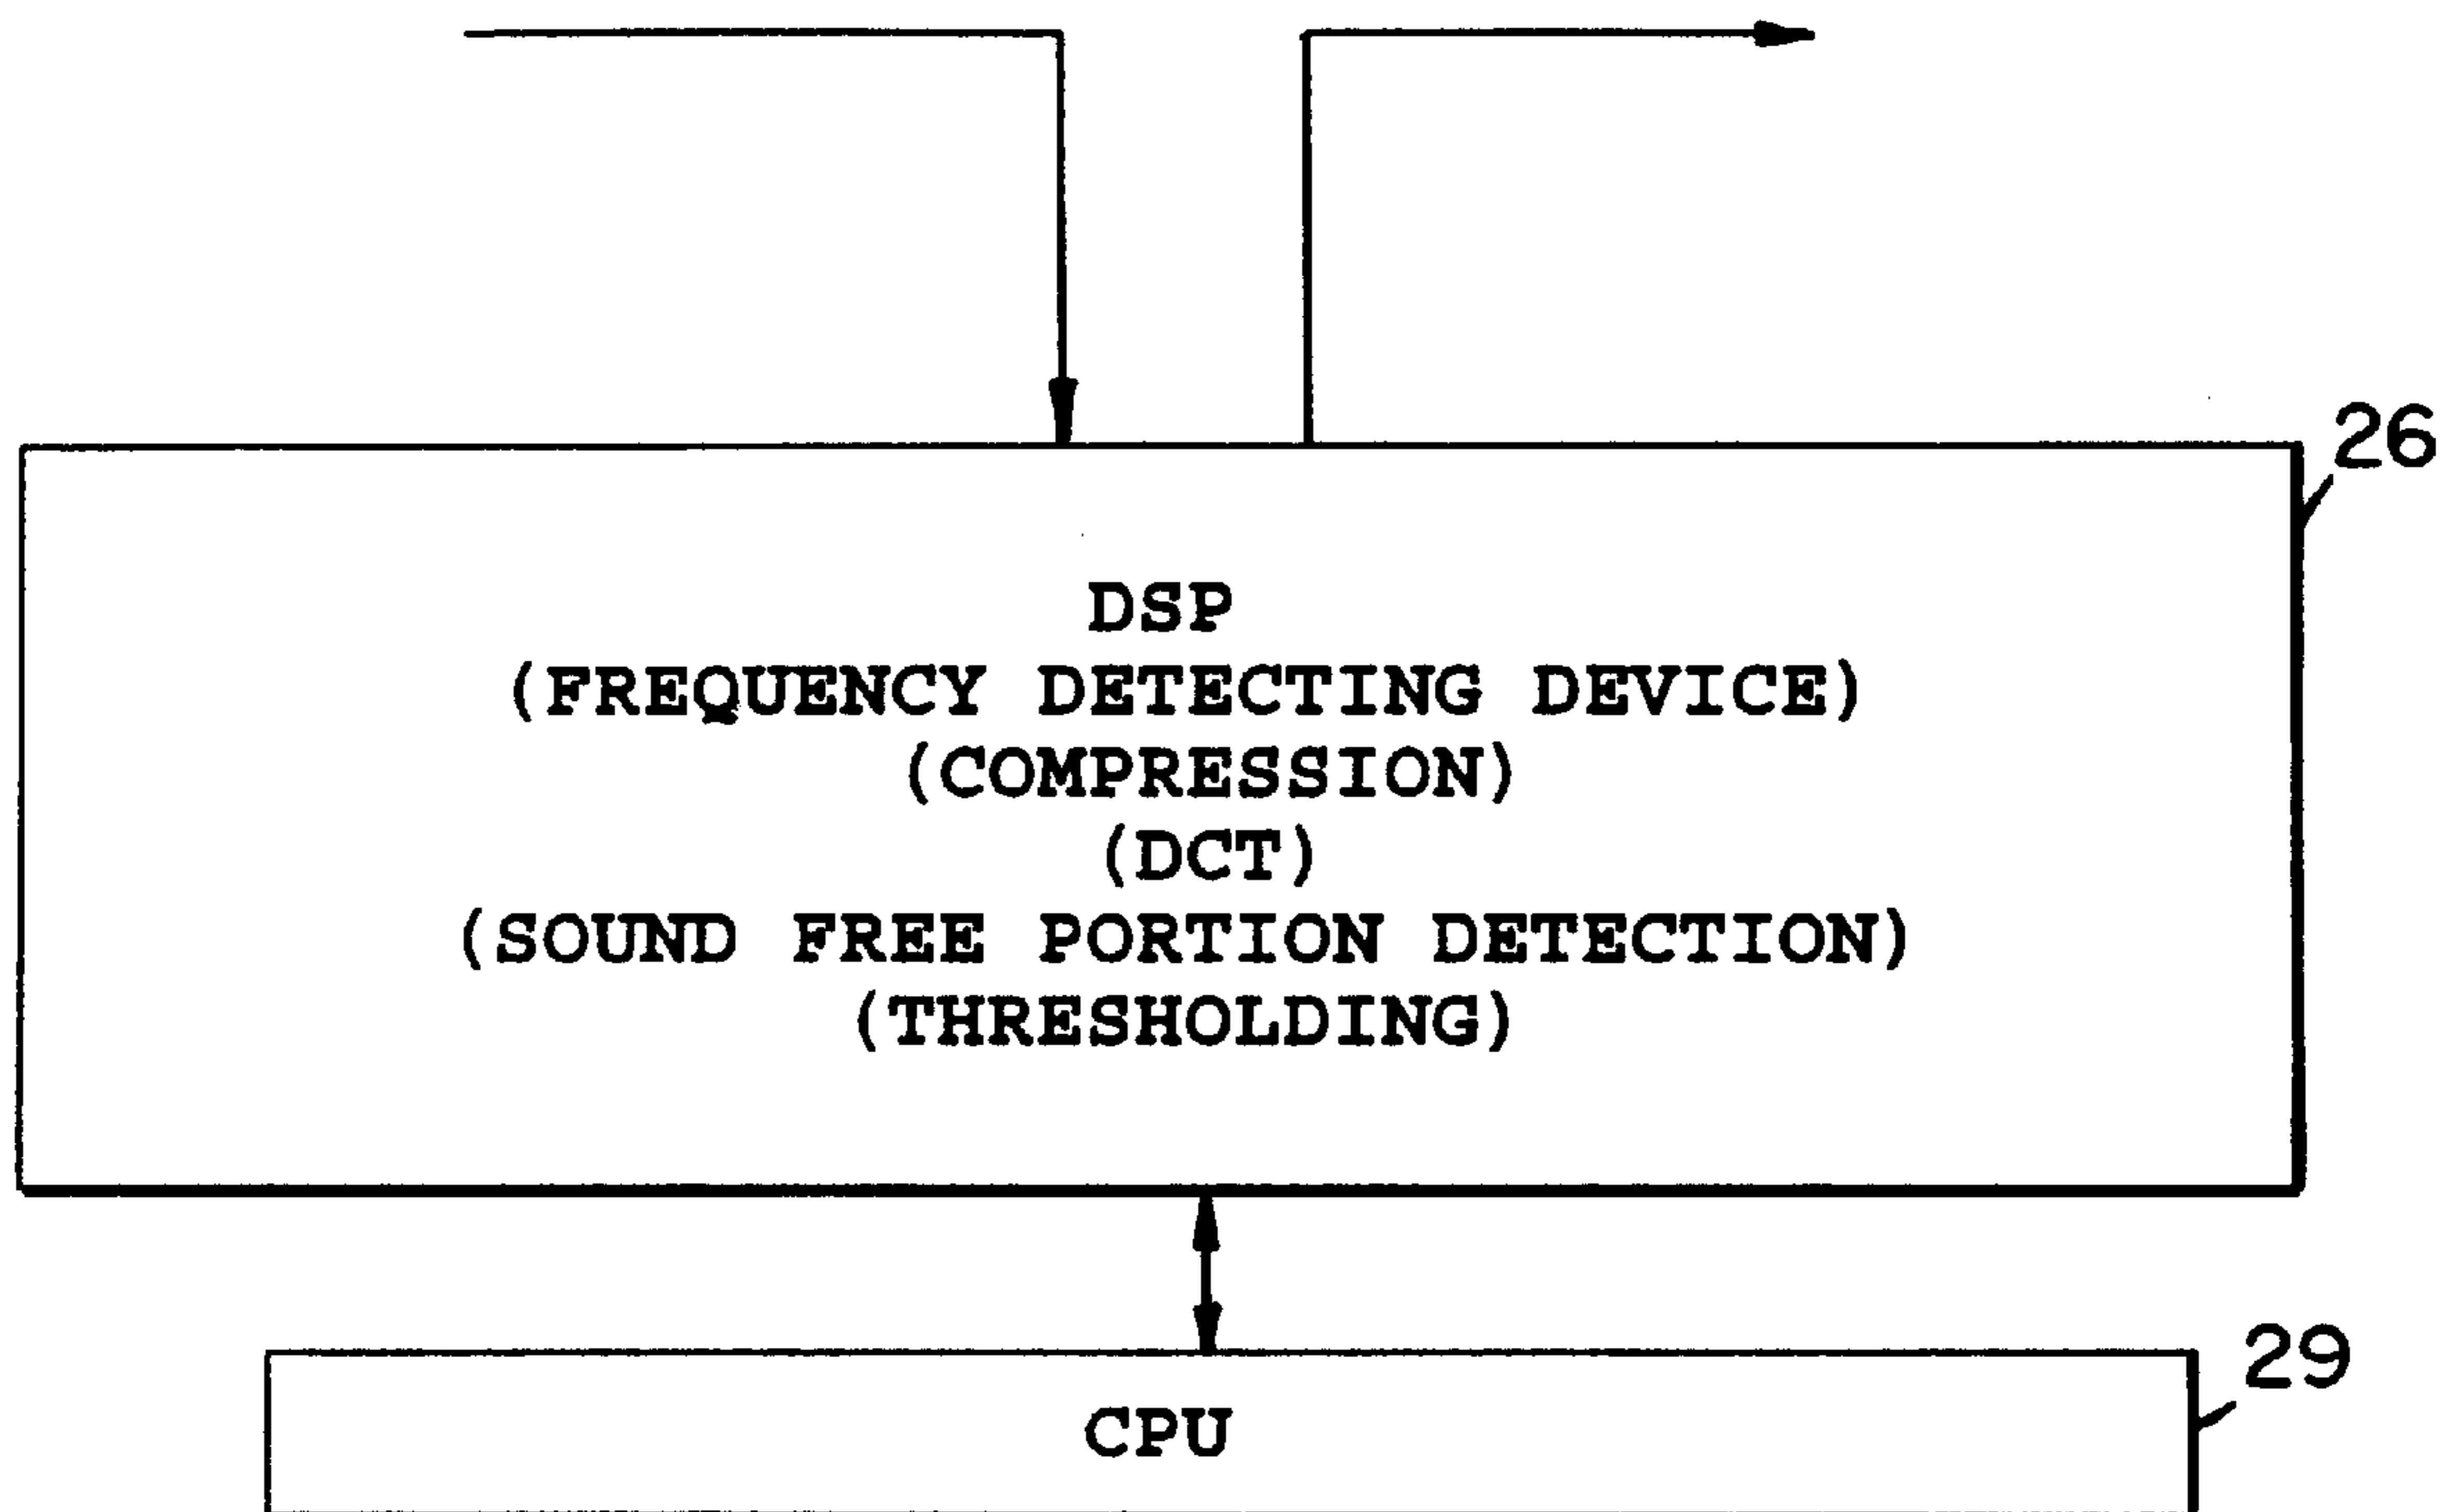 26
DSP
(FREQUENCY DETECTING DEVICE)
(COMPRESSION)
(DCT)
(SOUND FREE PORTION DETECTION)
(THRESHOLDING)
29
CPU